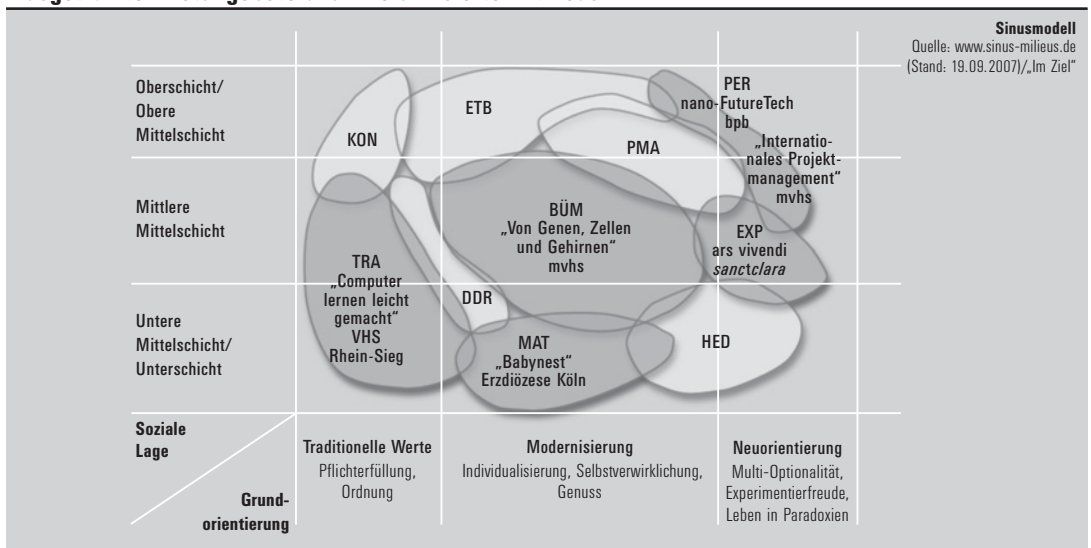 Sinusmodell
Quelle: www.sinus-milieus.de
(Stand: 19.09.2007)/„Im Ziel“
Oberschicht/
Obere
Mittelschicht
Mittlere
Mittelschicht
Untere
Mittelschicht/
Unterschicht
KON
ETB
PMA
PER
nano-FutureTech
bpb
„Internatio-
nales Projekt-
management“
mvhs
TRA
„Computer
lernen leicht
gemacht“
VHS
Rhein-Sieg
DDR
BÜM
„Von Genen, Zellen
und Gehirnen“
mvhs
EXP
ars vivendi
sanctclara
MAT
„Babynest“
Erzdiözese Köln
HED
Soziale
Lage
Grund-
orientierung
Traditionelle Werte
Pflichterfüllung,
Ordnung
Modernisierung
Individualisierung, Selbstverwirklichung,
Genuss
Neuorientierung
Multi-Optionalität,
Experimentierfreude,
Leben in Paradoxien